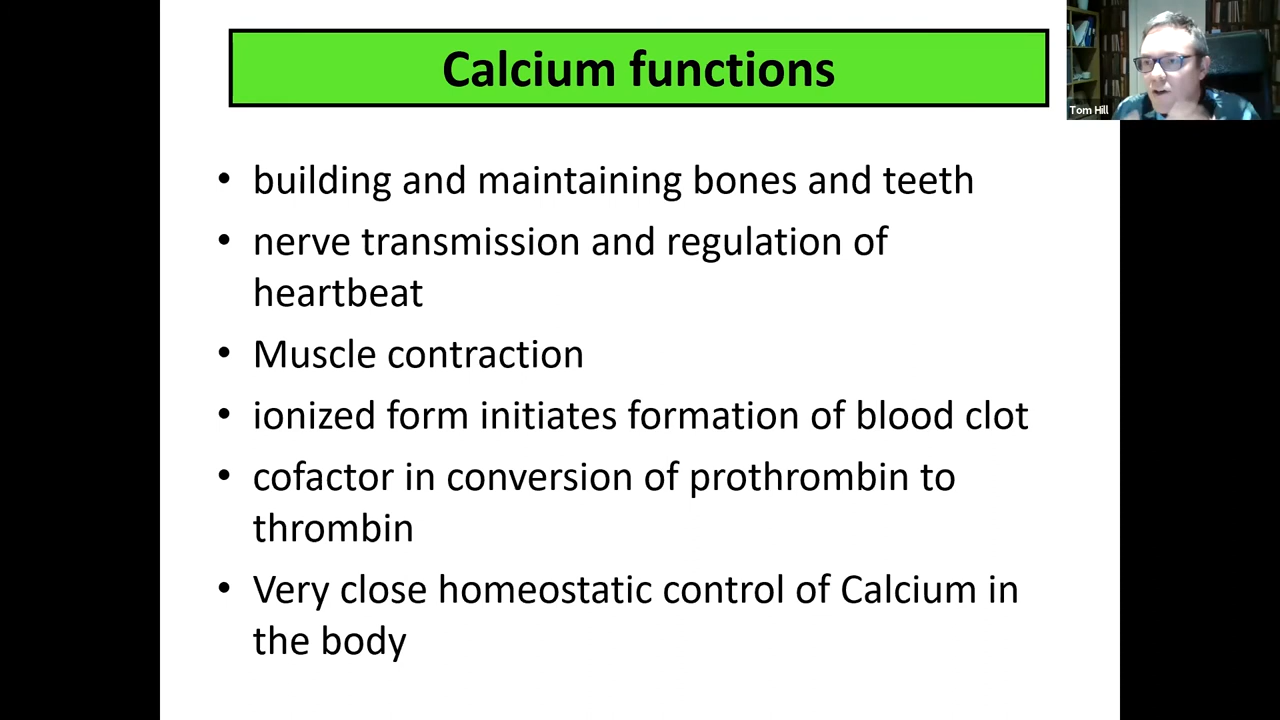 Calcium functions
Tom Hill
• building and maintaining bones and teeth
• nerve transmission and regulation of
heartbeat
• Muscle contraction
• ionized form initiates formation of blood clot
• cofactor in conversion of prothrombin to
thrombin
• Very close homeostatic control of Calcium in
the body